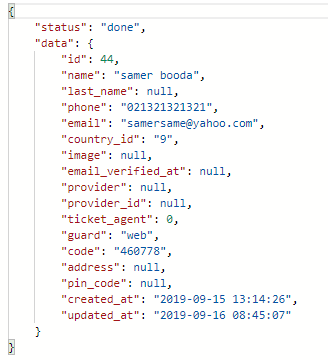 {
"status": "done",
"data": {
"id": 44,
"name": "samer booda",
"last_name": null,
"phone": "021321321321",
"email": "samersame@yahoo.com",
"country_id": "9",
"image": null,
"email_verified_at": null,
"provider": null,
"provider_id": null,
"ticket_agent": 0,
"guard": "web",
"code": "460778",
"address": null,
"pin_code": null,
"created_at": "2019-09-15 13:14:26",
"updated_at": "2019-09-16 08:45:07"
}
}